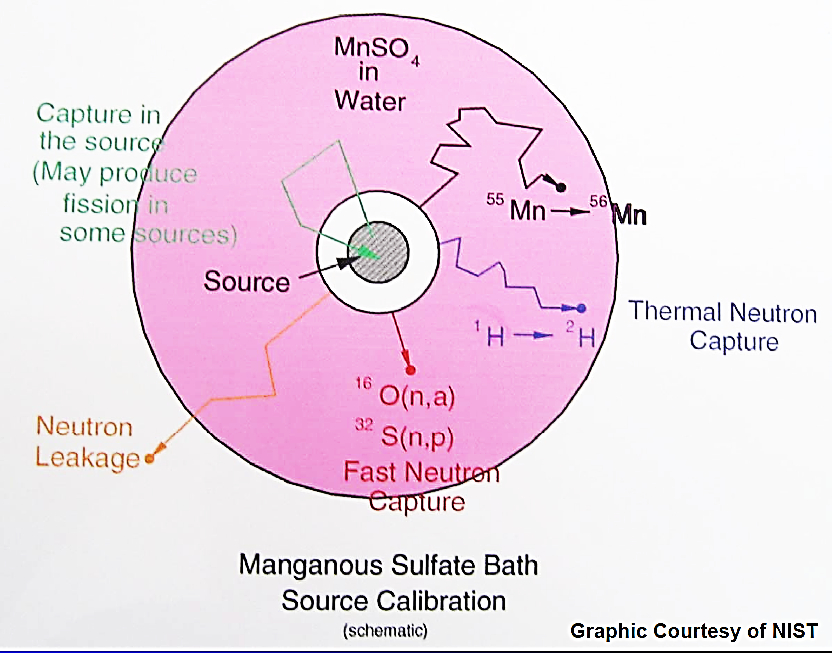 MnSO4
in
Water
Capture in
the source
(May produce
fission in
some sources)
55Mn → 56Mn
Source
Thermal Neutron
Capture
1H → 2H
16O(n,a)
32S(n,p)
Fast Neutron
Capture
Neutron
Leakage
Manganous Sulfate Bath
Source Calibration
(schematic)
Graphic Courtesy of NIST